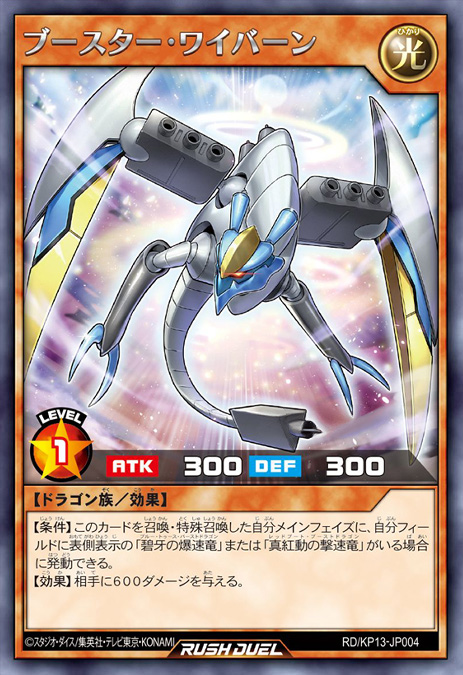 ブースター・ワイバーン
ひかり
光
LEVEL
1
ATK 300 DEF 300
【ドラゴン族／効果】
【条件】このカードを召喚・特殊召喚した自分メインフェイズに、自分フィ
ールドに表側表示の「碧牙の爆速竜」または「真紅動の撃速竜」がいる場合
に発動できる。
【効果】相手に600ダメージを与える。
©スタジオ・ダイス/集英社・テレビ東京・KONAMI
RUSH DUEL
RD/KP13-JP004